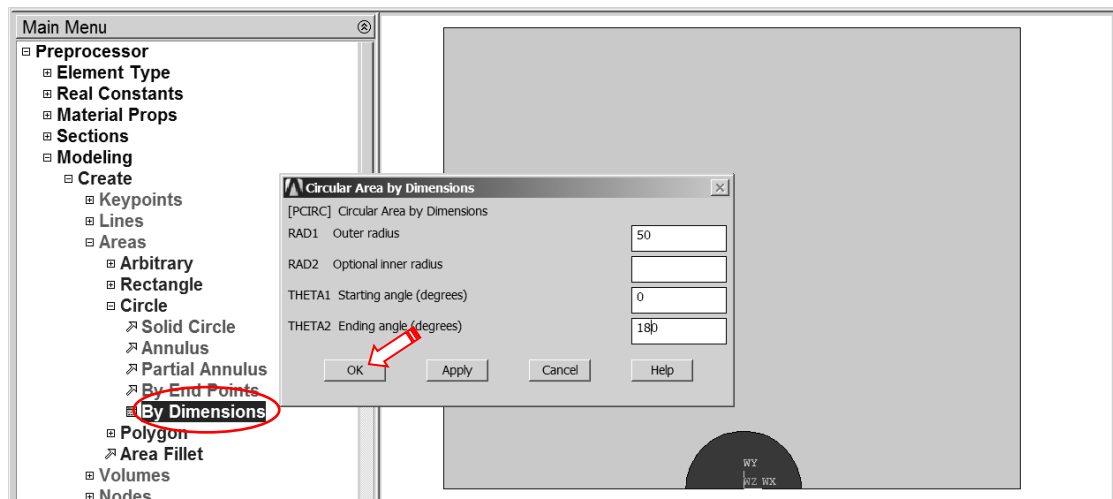 Main Menu
Preprocessor
Element Type
Real Constants
Material Props
Sections
Modeling
Create
Keypoints
Lines
Areas
Arbitrary
Rectangle
Circle
Solid Circle
Annulus
Partial Annulus
By End Points
By Dimensions
Polygon
Area Fillet
Volumes
Nodes
Circular Area by Dimensions
[PCIRC] Circular Area by Dimensions
RAD1 Outer radius 50
RAD2 Optional inner radius
THETA1 Starting angle (degrees) 0
THETA2 Ending angle (degrees) 180
OK Apply Cancel Help
WY
WZ WX